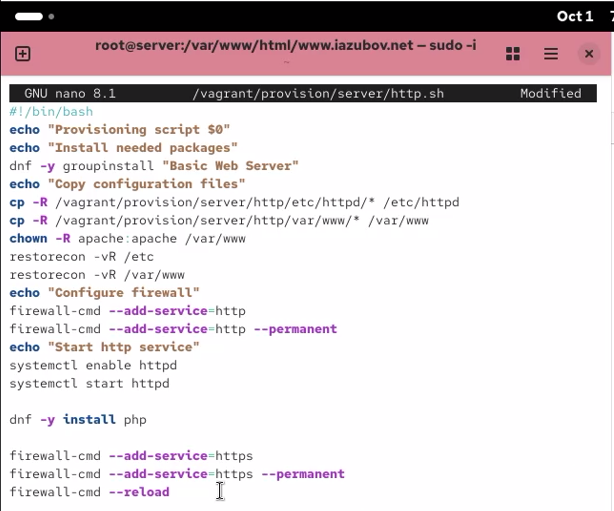 Oct 1
root@server:/var/www/html/www.iazubov.net — sudo -i
GNU nano 8.1 /vagrant/provision/server/http.sh Modified
#!/bin/bash
echo "Provisioning script $0"
echo "Install needed packages"
dnf -y groupinstall "Basic Web Server"
echo "Copy configuration files"
cp -R /vagrant/provision/server/http/etc/httpd/* /etc/httpd
cp -R /vagrant/provision/server/http/var/www/* /var/www
chown -R apache:apache /var/www
restorecon -vR /etc
restorecon -vR /var/www
echo "Configure firewall"
firewall-cmd --add-service=http
firewall-cmd --add-service=http --permanent
echo "Start http service"
systemctl enable httpd
systemctl start httpd
dnf -y install php
firewall-cmd --add-service=https
firewall-cmd --add-service=https --permanent
firewall-cmd --reload